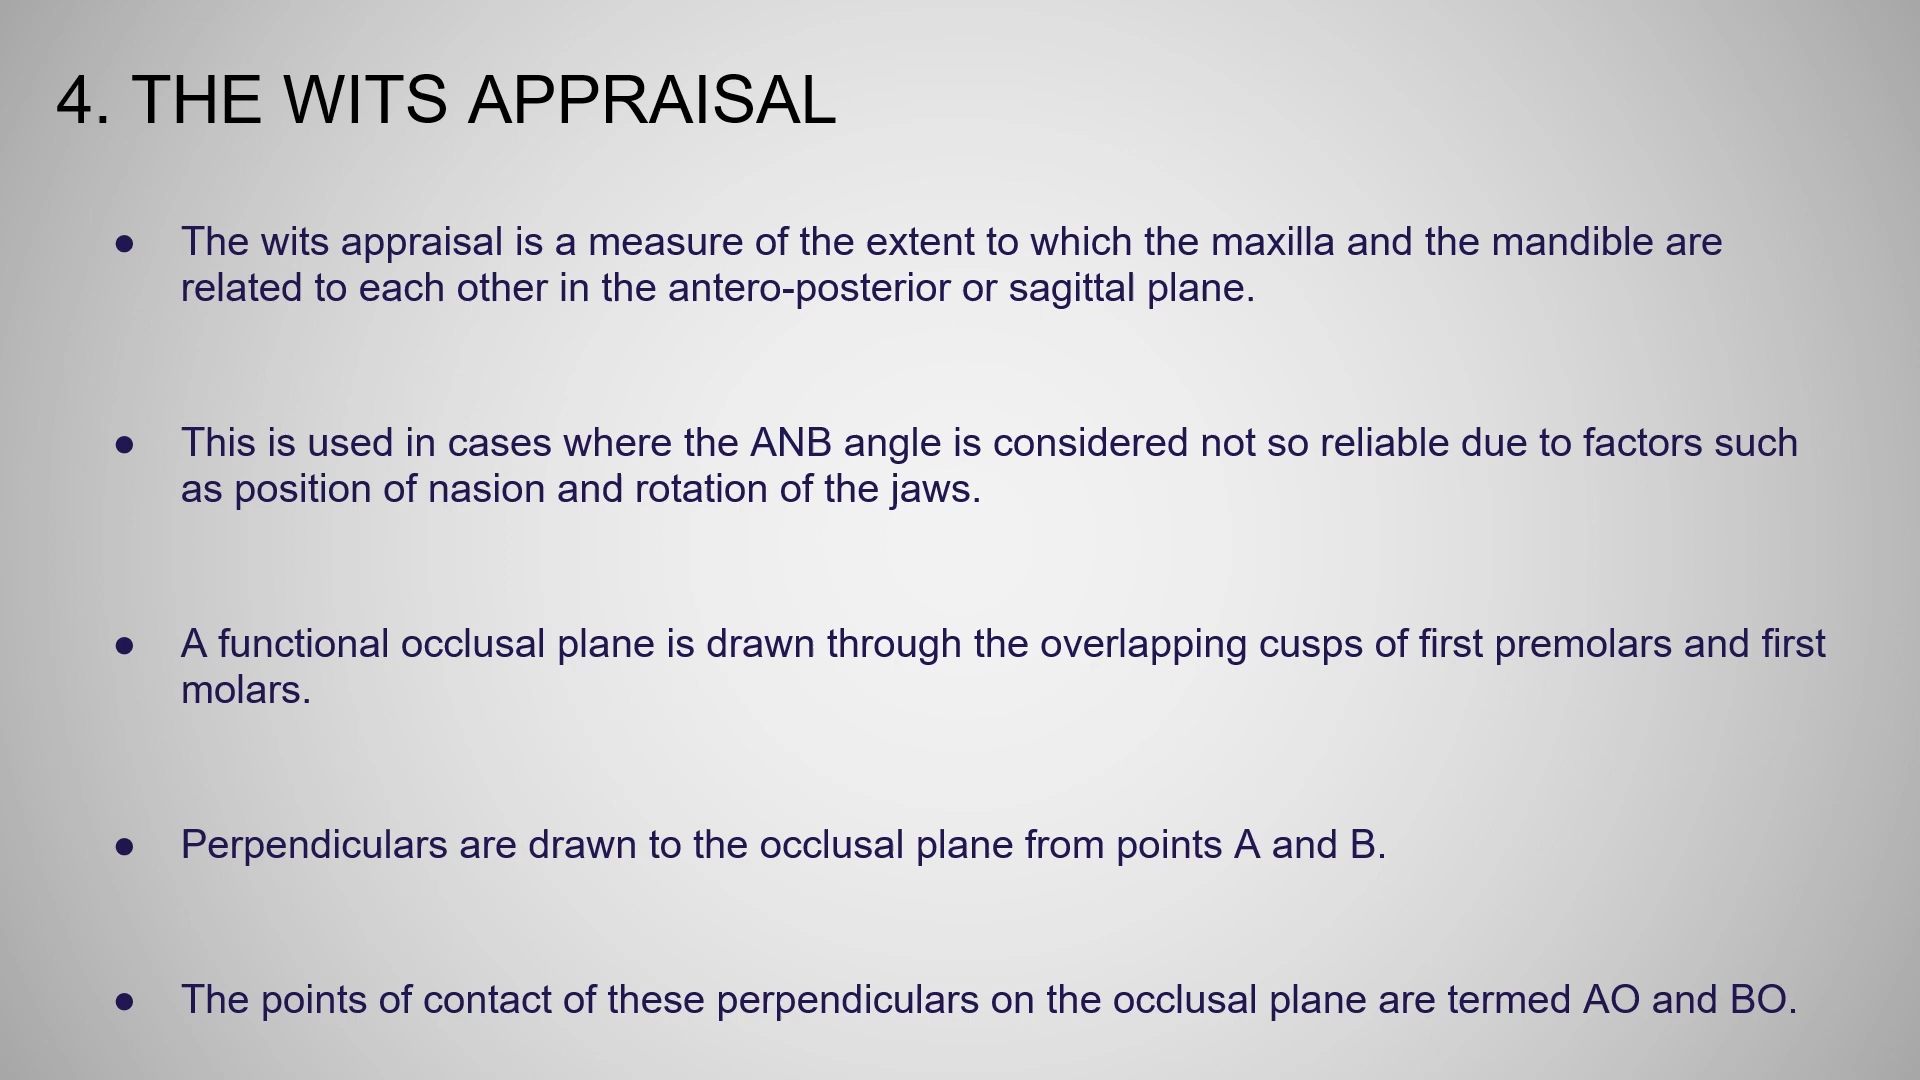 4. THE WITS APPRAISAL
● The wits appraisal is a measure of the extent to which the maxilla and the mandible are
related to each other in the antero-posterior or sagittal plane.
● This is used in cases where the ANB angle is considered not so reliable due to factors such
as position of nasion and rotation of the jaws.
● A functional occlusal plane is drawn through the overlapping cusps of first premolars and first
molars.
● Perpendiculars are drawn to the occlusal plane from points A and B.
● The points of contact of these perpendiculars on the occlusal plane are termed AO and BO.